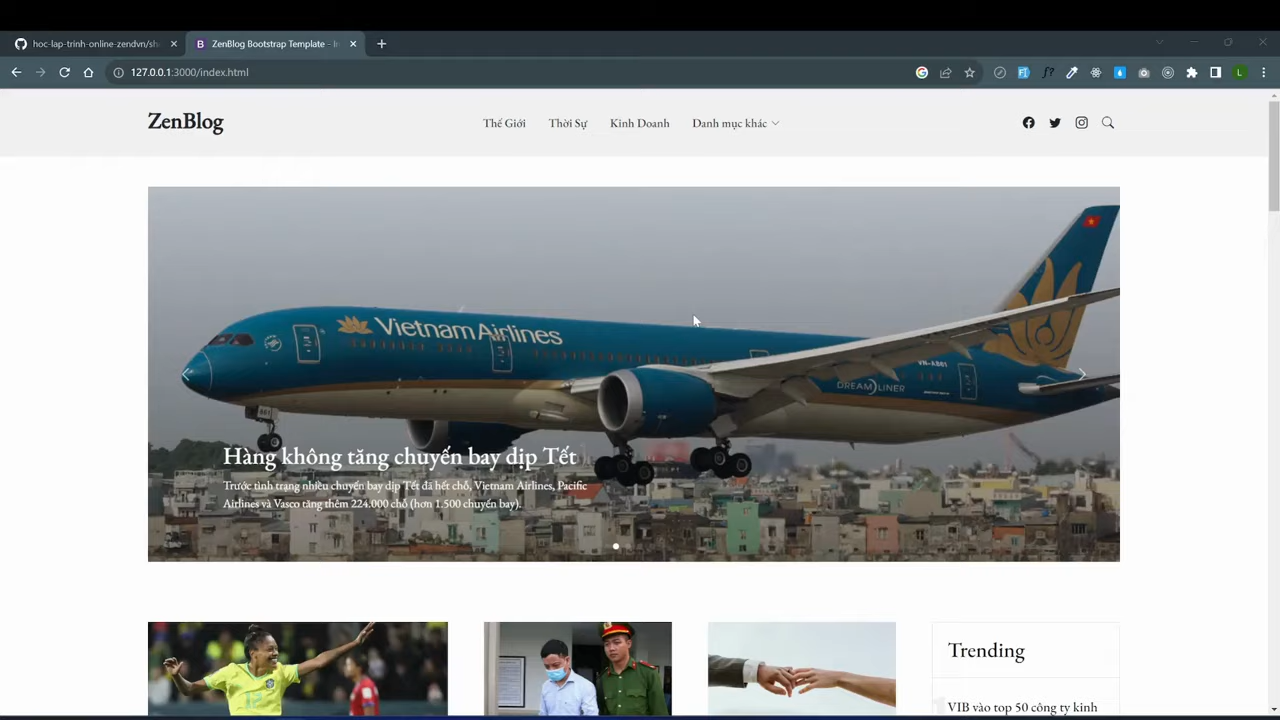 hoc-lap-trinh-online-zendvn/sh
ZenBlog Bootstrap Template - I
127.0.0.1:3000/index.html
L
ZenBlog
Thế Giới
Thời Sự
Kinh Doanh
Danh mục khác
Vietnam Airlines
VN-A861
DREAMLINER
861
Hàng không tăng chuyến bay dịp Tết
Trước tình trạng nhiều chuyến bay dịp Tết đã hết chỗ, Vietnam Airlines, Pacific
Airlines và Vasco tăng thêm 224.000 chỗ (hơn 1.500 chuyến bay).
Trending
VIB vào top 50 công ty kinh